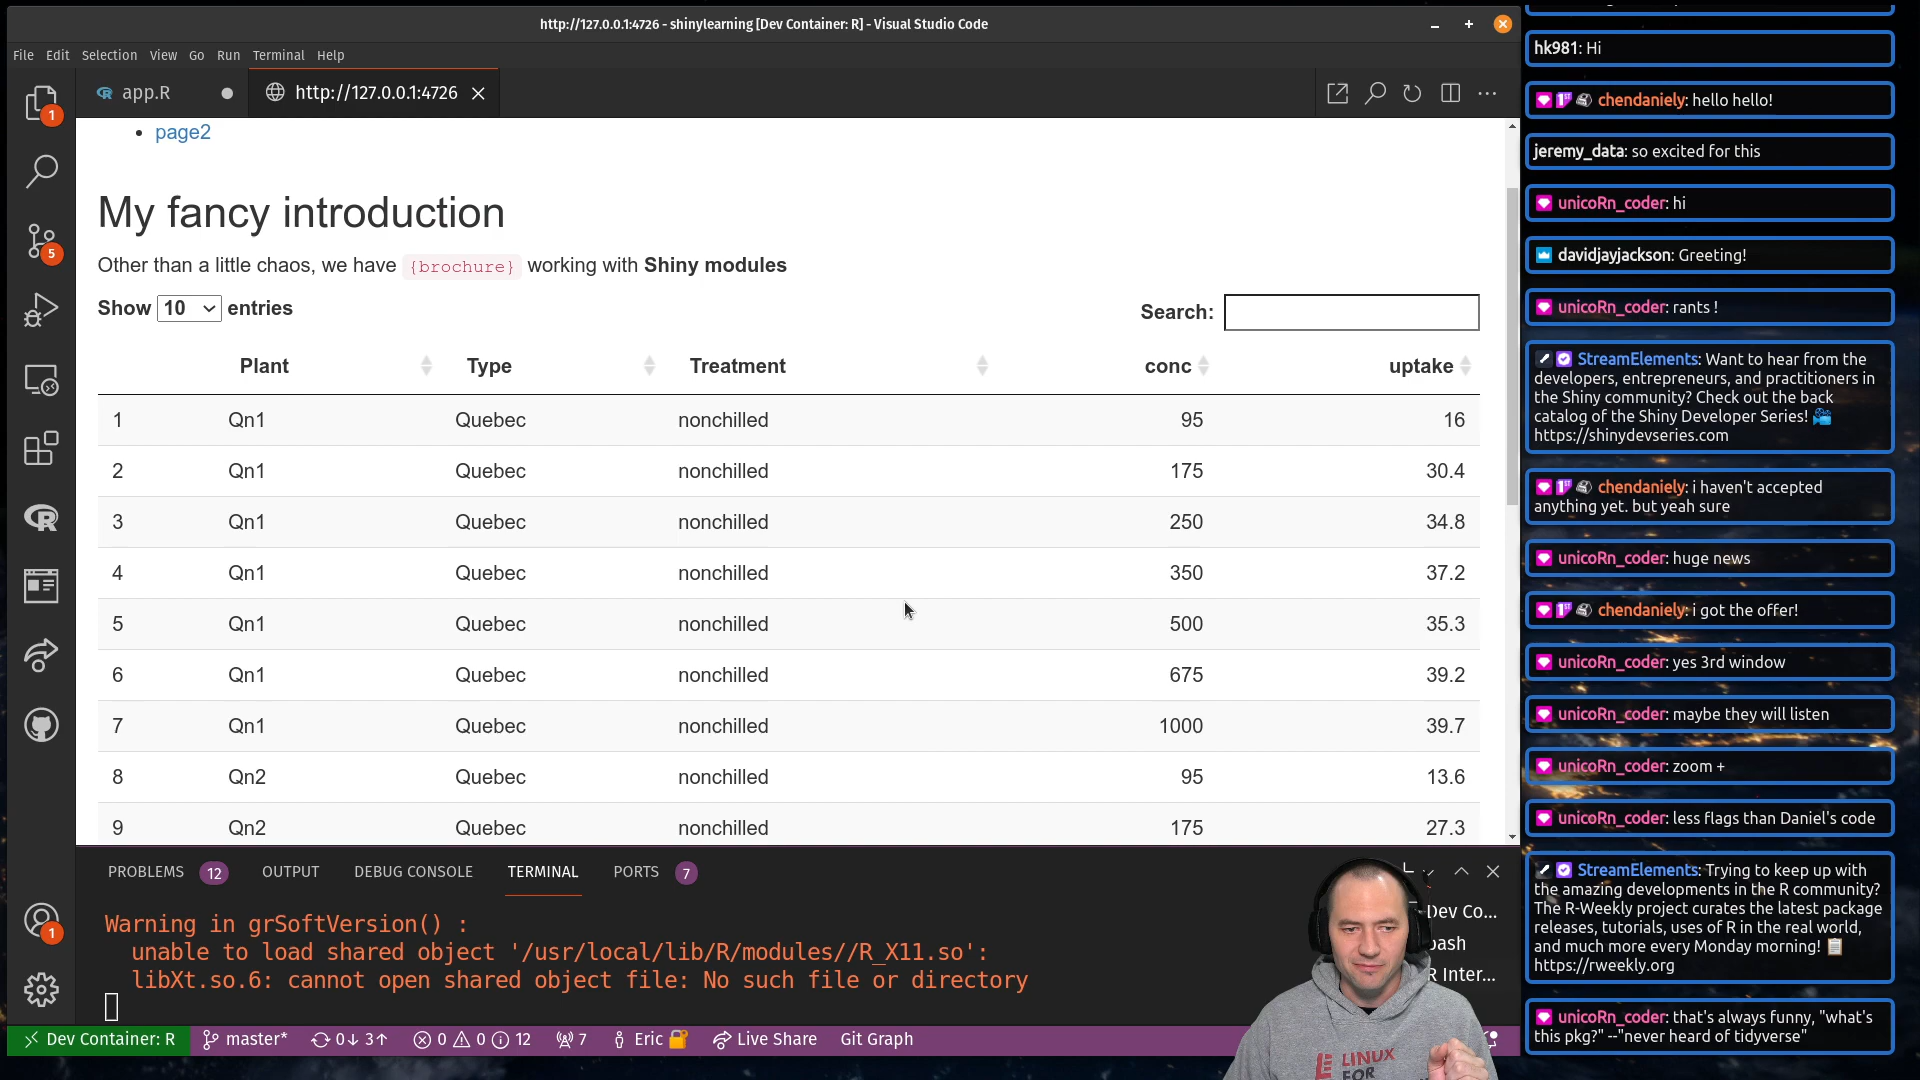 http://127.0.0.1:4726 - shinylearning [Dev Container: R] - Visual Studio Code
File Edit Selection View Go Run Terminal Help
app.R
http://127.0.0.1:4726
page2
My fancy introduction
Other than a little chaos, we have {brochure} working with Shiny modules
Show 10 entries
Search:
Plant Type Treatment conc uptake
1 Qn1 Quebec nonchilled 95 16
2 Qn1 Quebec nonchilled 175 30.4
3 Qn1 Quebec nonchilled 250 34.8
4 Qn1 Quebec nonchilled 350 37.2
5 Qn1 Quebec nonchilled 500 35.3
6 Qn1 Quebec nonchilled 675 39.2
7 Qn1 Quebec nonchilled 1000 39.7
8 Qn2 Quebec nonchilled 95 13.6
9 Qn2 Quebec nonchilled 175 27.3
1
5
1
PROBLEMS 12 OUTPUT DEBUG CONSOLE TERMINAL PORTS 7
Warning in grSoftVersion() :
unable to load shared object '/usr/local/lib/R/modules//R_X11.so':
libXt.so.6: cannot open shared object file: No such file or directory
Dev Co...
R Inter...
Dev Container: R master* 0↓ 3↑ 0 0 12 7 Eric Live Share Git Graph
LINUX
FOR
hk981: Hi
chendaniely: hello hello!
jeremy_data: so excited for this
unicoRn_coder: hi
davidjayjackson: Greeting!
unicoRn_coder: rants !
StreamElements: Want to hear from the
developers, entrepreneurs, and practitioners in
the Shiny community? Check out the back
catalog of the Shiny Developer Series!
https://shinydevseries.com
chendaniely: i haven't accepted
anything yet. but yeah sure
unicoRn_coder: huge news
chendaniely: i got the offer!
unicoRn_coder: yes 3rd window
unicoRn_coder: maybe they will listen
unicoRn_coder: zoom +
unicoRn_coder: less flags than Daniel's code
StreamElements: Trying to keep up with
the amazing developments in the R community?
The R-Weekly project curates the latest package
releases, tutorials, uses of R in the real world,
and much more every Monday morning!
https://rweekly.org
unicoRn_coder: that's always funny, "what's
this pkg?" --"never heard of tidyverse"